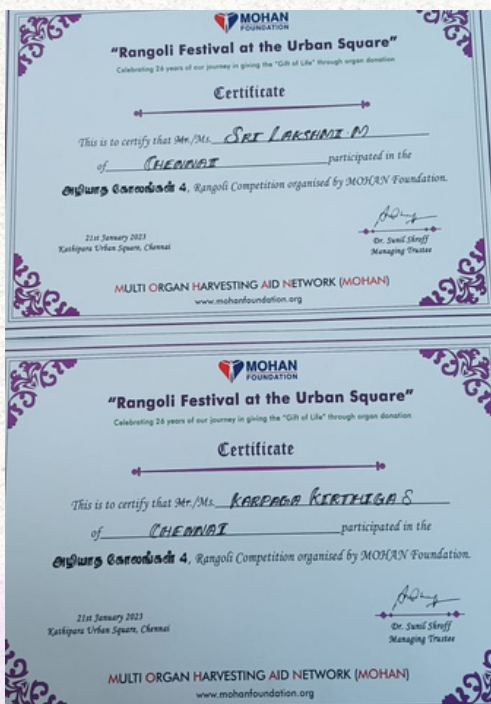 MOHAN
FOUNDATION
"Rangoli Festival at the Urban Square"
Celebrating 26 years of our journey in giving the "Gift of Life" through organ donation
Certificate
This is to certify that Mr./Ms. SRI LAKSHMI.M
of CHENNAI participated in the
அழியாத கோலங்கள் 4, Rangoli Competition organised by MOHAN Foundation.
21st January 2023
Kathipara Urban Square, Chennai
Dr. Sunil Shroff
Managing Trustee
MULTI ORGAN HARVESTING AID NETWORK (MOHAN)
www.mohanfoundation.org
MOHAN
FOUNDATION
"Rangoli Festival at the Urban Square"
Celebrating 26 years of our journey in giving the "Gift of Life" through organ donation
Certificate
This is to certify that Mr./Ms. KARPAGA KIRTHIGA S
of CHENNAI participated in the
அழியாத கோலங்கள் 4, Rangoli Competition organised by MOHAN Foundation.
21st January 2023
Kathipara Urban Square, Chennai
Dr. Sunil Shroff
Managing Trustee
MULTI ORGAN HARVESTING AID NETWORK (MOHAN)
www.mohanfoundation.org